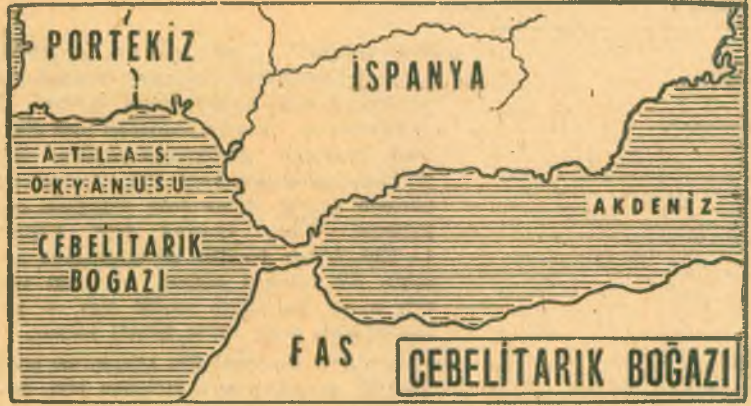 PORTEKİZ
İSPANYA
ATLAS
OKYANUSU
AKDENİZ
CEBELİTARIK
BOGAZI
FAS
CEBELİTARIK BOĞAZI